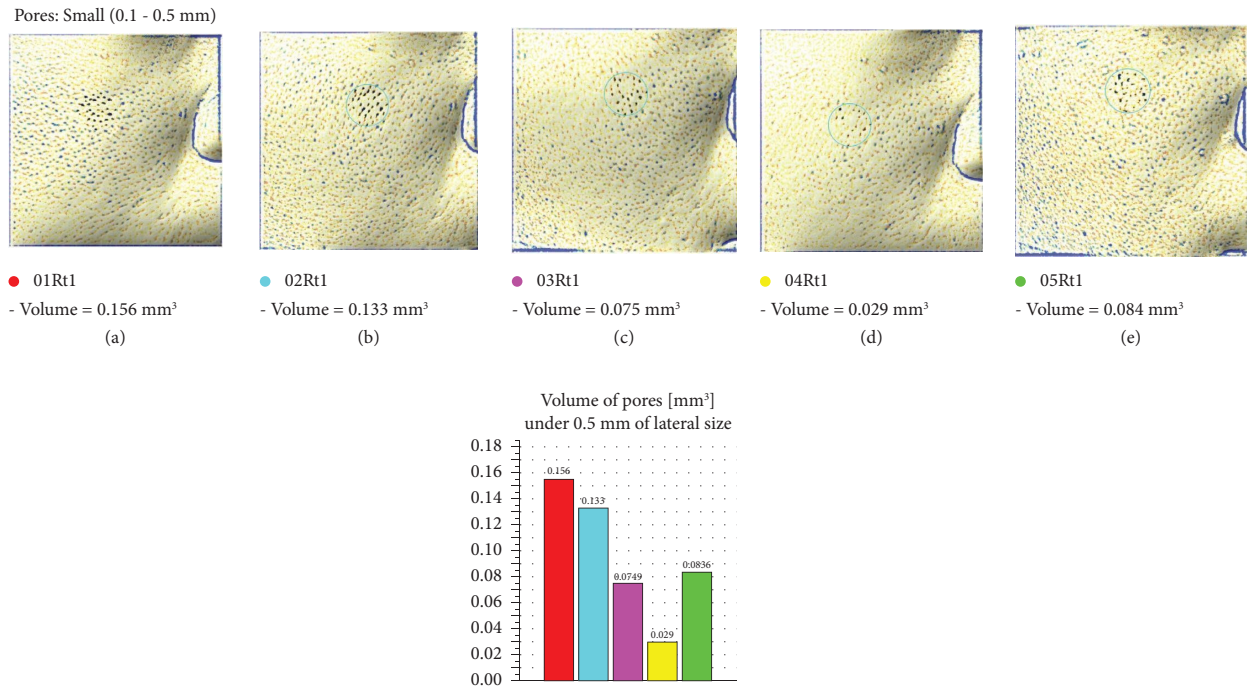 Pores: Small (0.1 - 0.5 mm)
01Rt1
- Volume = 0.156 mm³
(a)
02Rt1
- Volume = 0.133 mm³
(b)
03Rt1
- Volume = 0.075 mm³
(c)
04Rt1
- Volume = 0.029 mm³
(d)
05Rt1
- Volume = 0.084 mm³
(e)
Volume of pores [mm³]
under 0.5 mm of lateral size
0.18
0.16
0.14
0.12
0.10
0.08
0.06
0.04
0.02
0.00
0.156
0.133
0.0749
0.029
0.0836